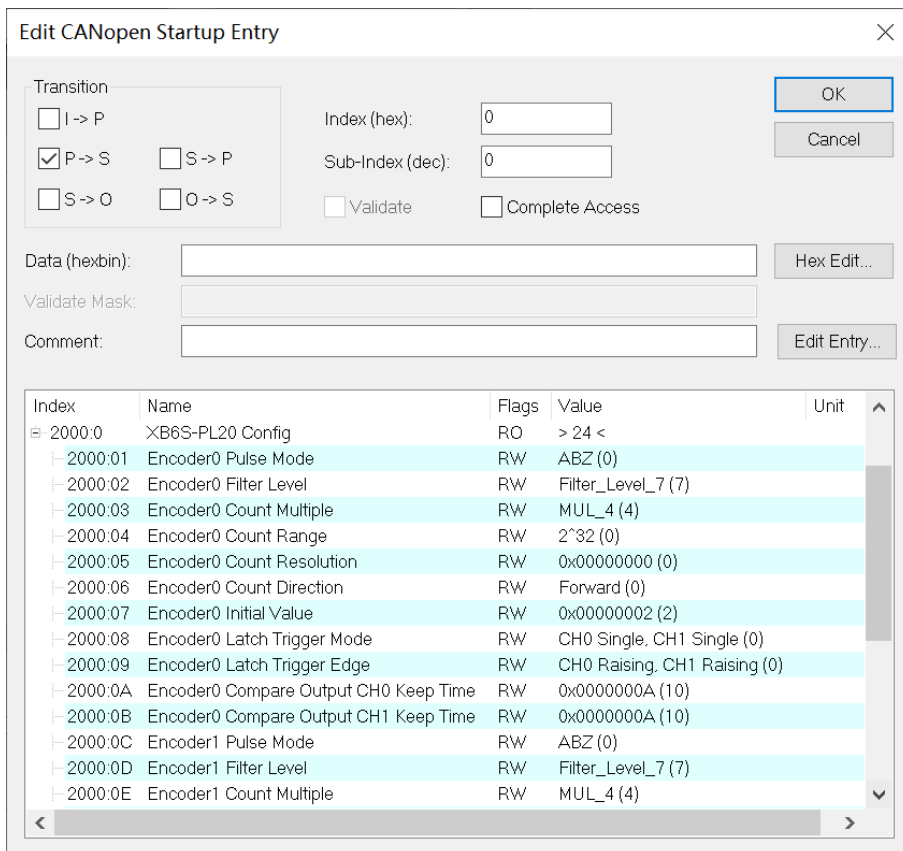 Edit CANopen Startup Entry
Transition
I -> P
P -> S
S -> P
S -> O
O -> S
Index (hex): 0
Sub-Index (dec): 0
Validate
Complete Access
OK
Cancel
Data (hexbin):
Hex Edit...
Validate Mask:
Comment:
Edit Entry...
Index Name Flags Value Unit
2000:0 XB6S-PL20 Config RO > 24 <
2000:01 Encoder0 Pulse Mode RW ABZ (0)
2000:02 Encoder0 Filter Level RW Filter_Level_7 (7)
2000:03 Encoder0 Count Multiple RW MUL_4 (4)
2000:04 Encoder0 Count Range RW 2^32 (0)
2000:05 Encoder0 Count Resolution RW 0x00000000 (0)
2000:06 Encoder0 Count Direction RW Forward (0)
2000:07 Encoder0 Initial Value RW 0x00000002 (2)
2000:08 Encoder0 Latch Trigger Mode RW CH0 Single, CH1 Single (0)
2000:09 Encoder0 Latch Trigger Edge RW CH0 Raising, CH1 Raising (0)
2000:0A Encoder0 Compare Output CH0 Keep Time RW 0x0000000A (10)
2000:0B Encoder0 Compare Output CH1 Keep Time RW 0x0000000A (10)
2000:0C Encoder1 Pulse Mode RW ABZ (0)
2000:0D Encoder1 Filter Level RW Filter_Level_7 (7)
2000:0E Encoder1 Count Multiple RW MUL_4 (4)